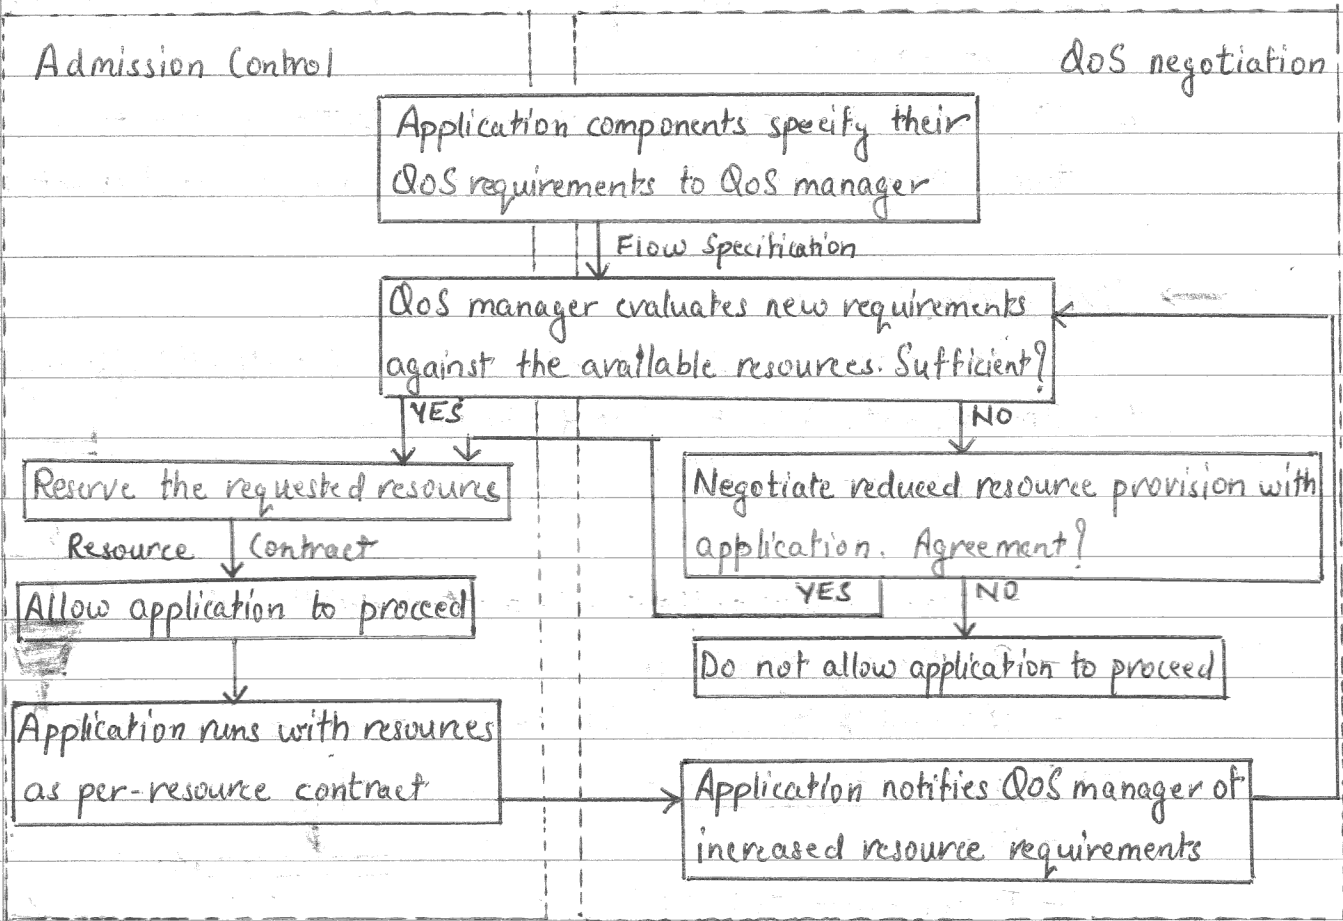 Admission Control
QoS negotiation
Application components specify their
QoS requirements to QoS manager
Flow Specification
QoS manager evaluates new requirements
against the available resources. Sufficient?
YES
NO
Reserve the requested resoures
Negotiate reduced resource provision with
application. Agreement?
Resource Contract
YES
NO
Allow application to proceed
Do not allow application to proceed
Application runs with resources
as per-resource contract
Application notifies QoS manager of
increased resource requirements